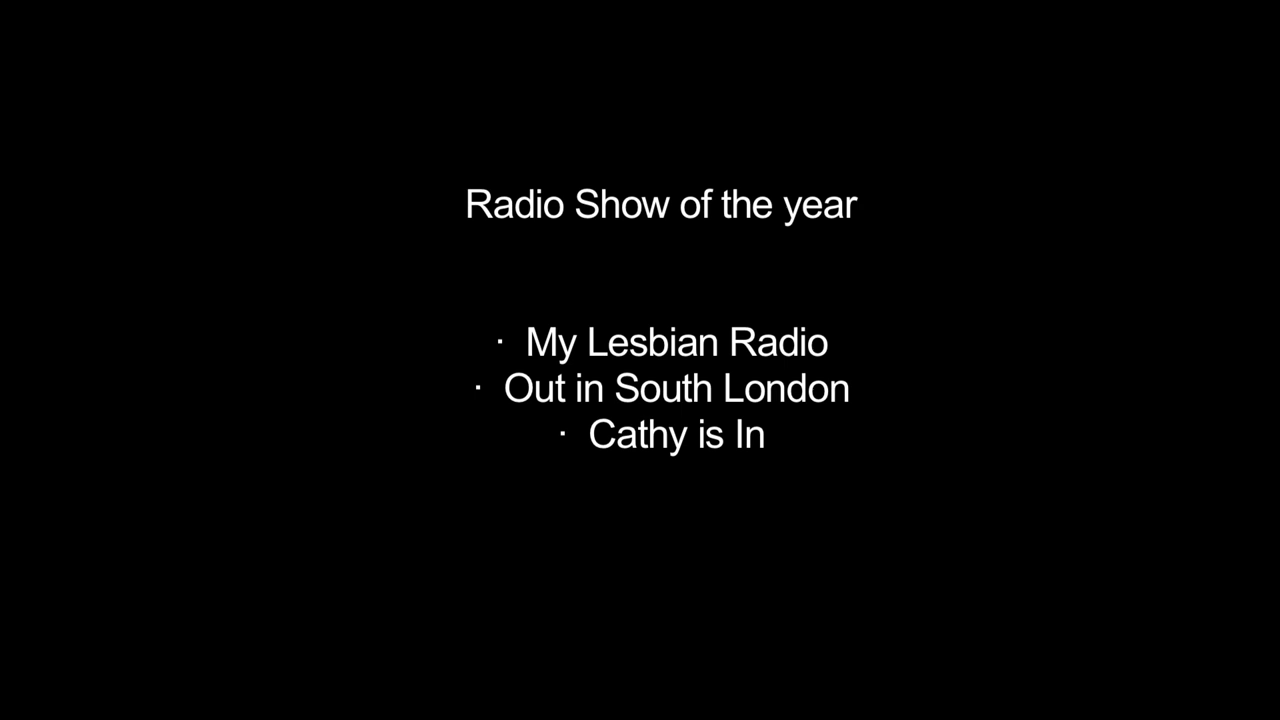 Radio Show of the year
· My Lesbian Radio
· Out in South London
· Cathy is In